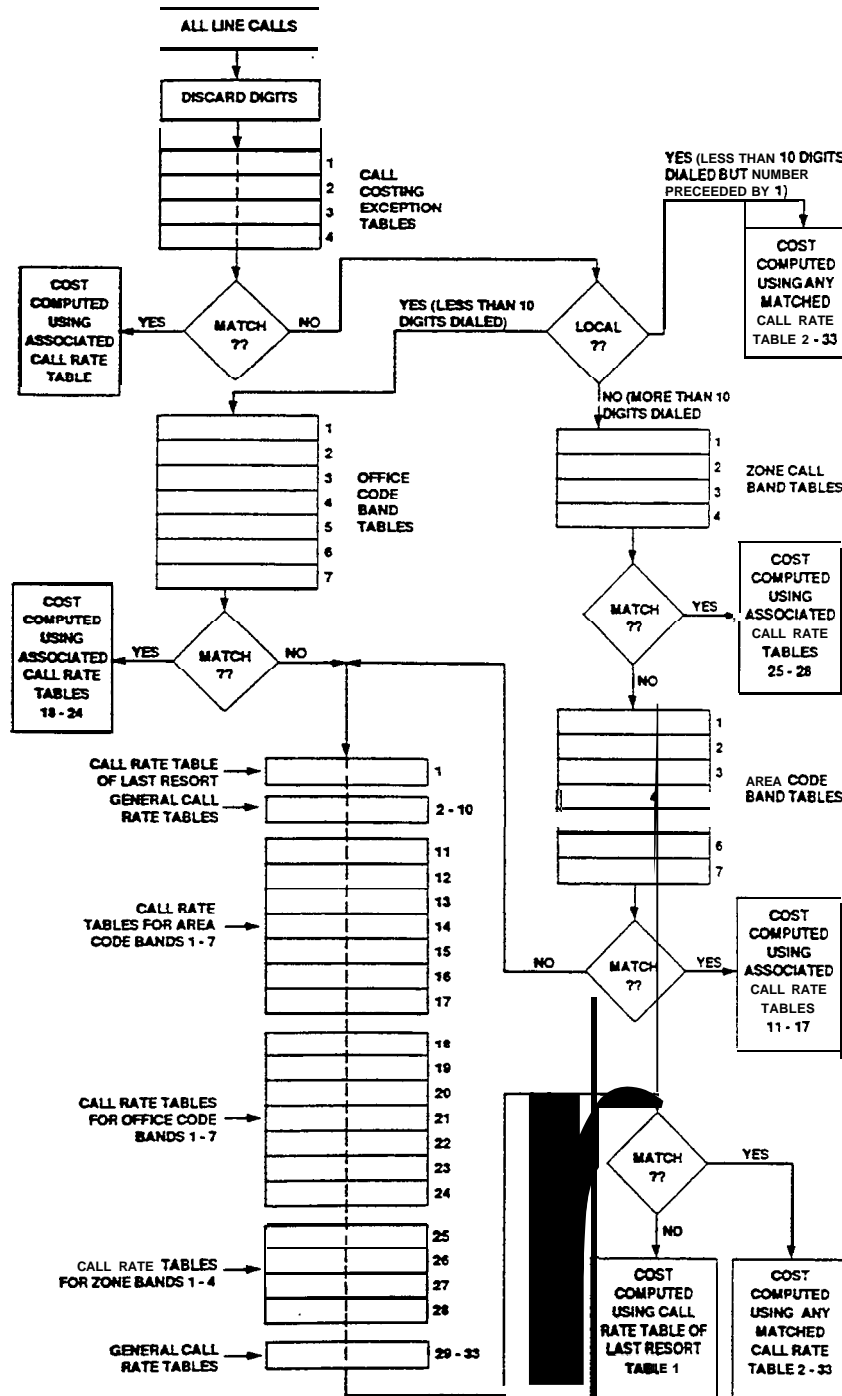 ALL LINE CALLS
DISCARD DIGITS
1
2
3
4
CALL
COSTING
EXCEPTION
TABLES
YES (LESS THAN 10 DIGITS
DIALED BUT NUMBER
PRECEEDED BY 1)
COST
COMPUTED
USING ANY
MATCHED
CALL RATE
TABLE 2 - 33
COST
COMPUTED
USING
ASSOCIATED
CALL RATE
TABLE
YES
MATCH
??
NO
YES (LESS THAN 10
DIGITS DIALED)
LOCAL
??
NO (MORE THAN 10
DIGITS DIALED
1
2
3
4
5
6
7
OFFICE
CODE
BAND
TABLES
1
2
3
4
ZONE CALL
BAND TABLES
COST
COMPUTED
USING
ASSOCIATED
CALL RATE
TABLES
18 - 24
YES
MATCH
??
NO
MATCH
??
YES
NO
COST
COMPUTED
USING
ASSOCIATED
CALL RATE
TABLES
25 - 28
1
2
3
6
7
AREA CODE
BAND TABLES
CALL RATE TABLE
OF LAST RESORT
1
GENERAL CALL
RATE TABLES
2 - 10
CALL RATE
TABLES FOR AREA
CODE BANDS 1 - 7
11
12
13
14
15
16
17
NO
MATCH
??
YES
COST
COMPUTED
USING
ASSOCIATED
CALL RATE
TABLES
11 - 17
CALL RATE TABLES
FOR OFFICE CODE
BANDS 1 - 7
18
19
20
21
22
23
24
MATCH
??
YES
NO
CALL RATE TABLES
FOR ZONE BANDS 1 - 4
25
26
27
28
GENERAL CALL
RATE TABLES
29 - 33
COST
COMPUTED
USING CALL
RATE TABLE OF
LAST RESORT
TABLE 1
COST
COMPUTED
USING ANY
MATCHED
CALL RATE
TABLE 2 - 33